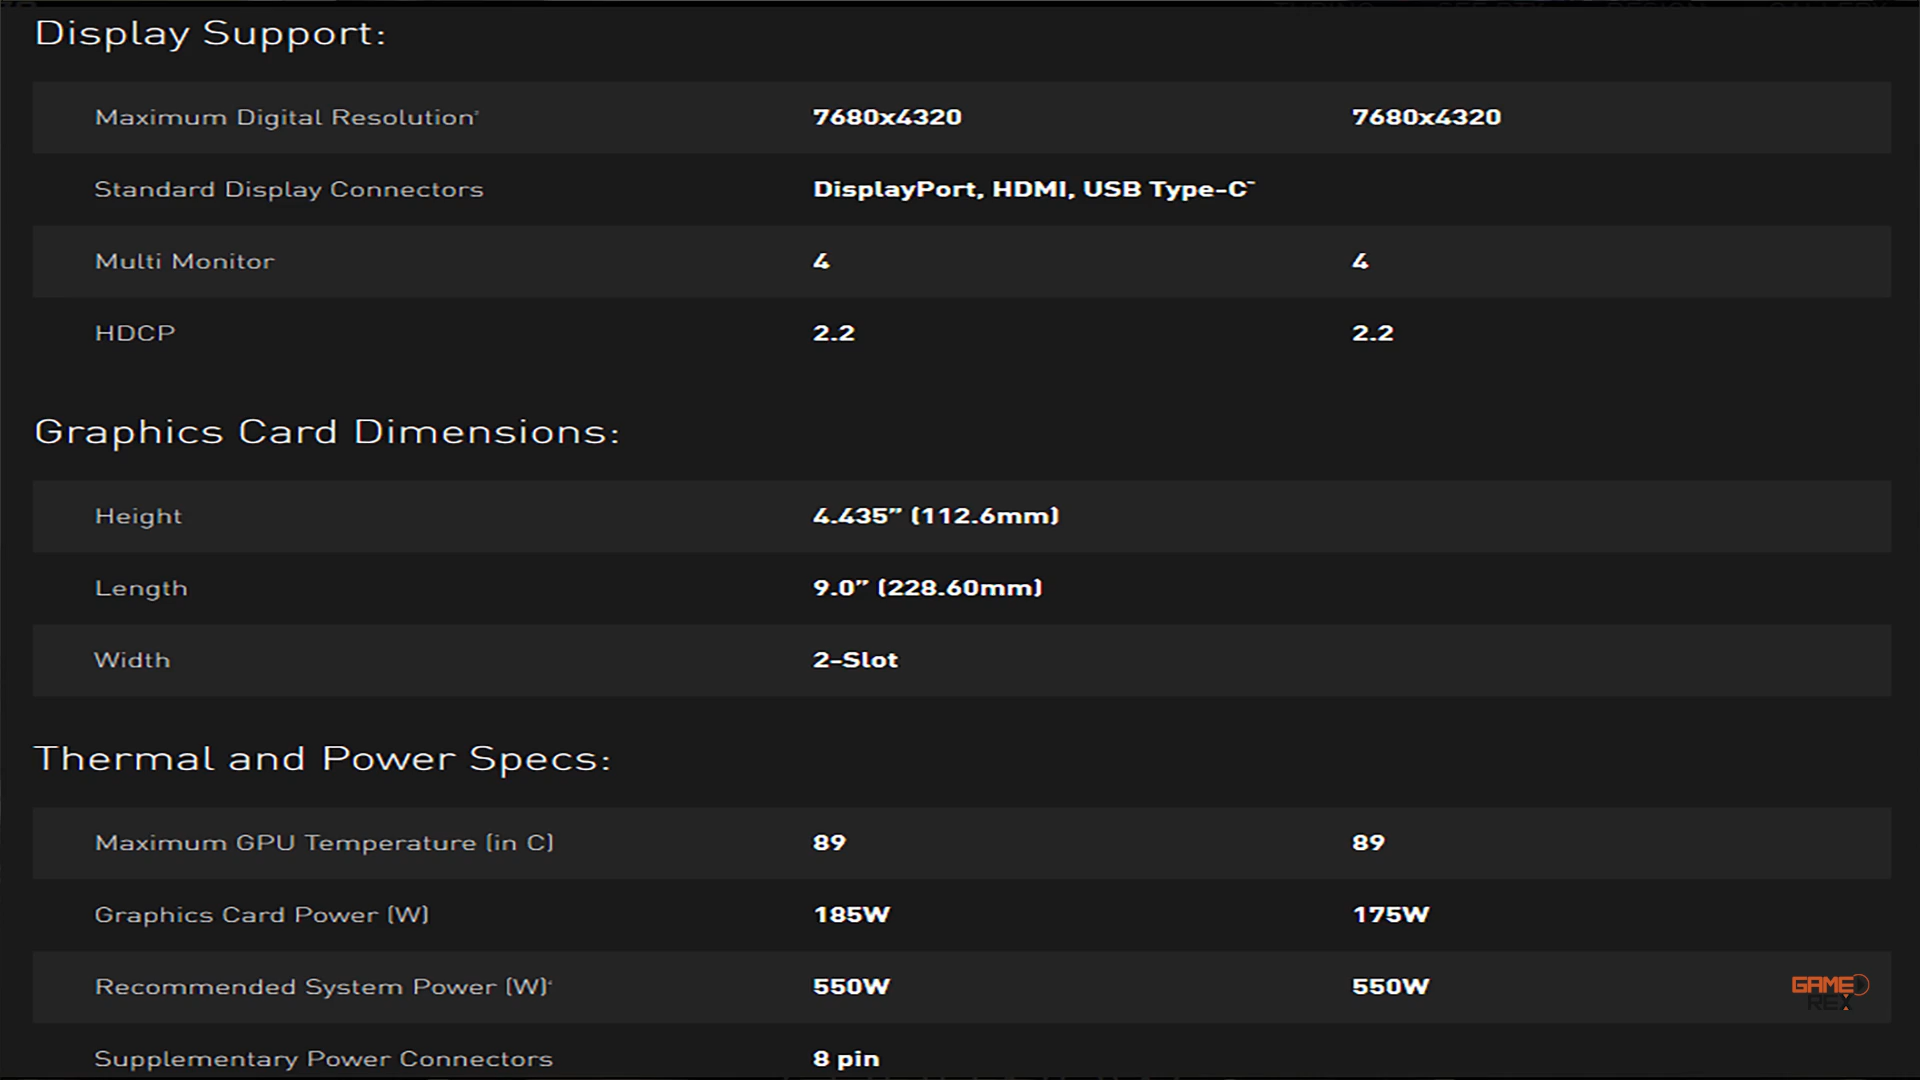 Display Support:
Maximum Digital Resolution 7680x4320 7680x4320
Standard Display Connectors DisplayPort, HDMI, USB Type-C™
Multi Monitor 4 4
HDCP 2.2 2.2
Graphics Card Dimensions:
Height 4.435” (112.6mm)
Length 9.0” (228.60mm)
Width 2-Slot
Thermal and Power Specs:
Maximum GPU Temperature (in C) 89 89
Graphics Card Power (W) 185W 175W
Recommended System Power (W) 550W 550W
GAME
REX
Supplementary Power Connectors 8 pin